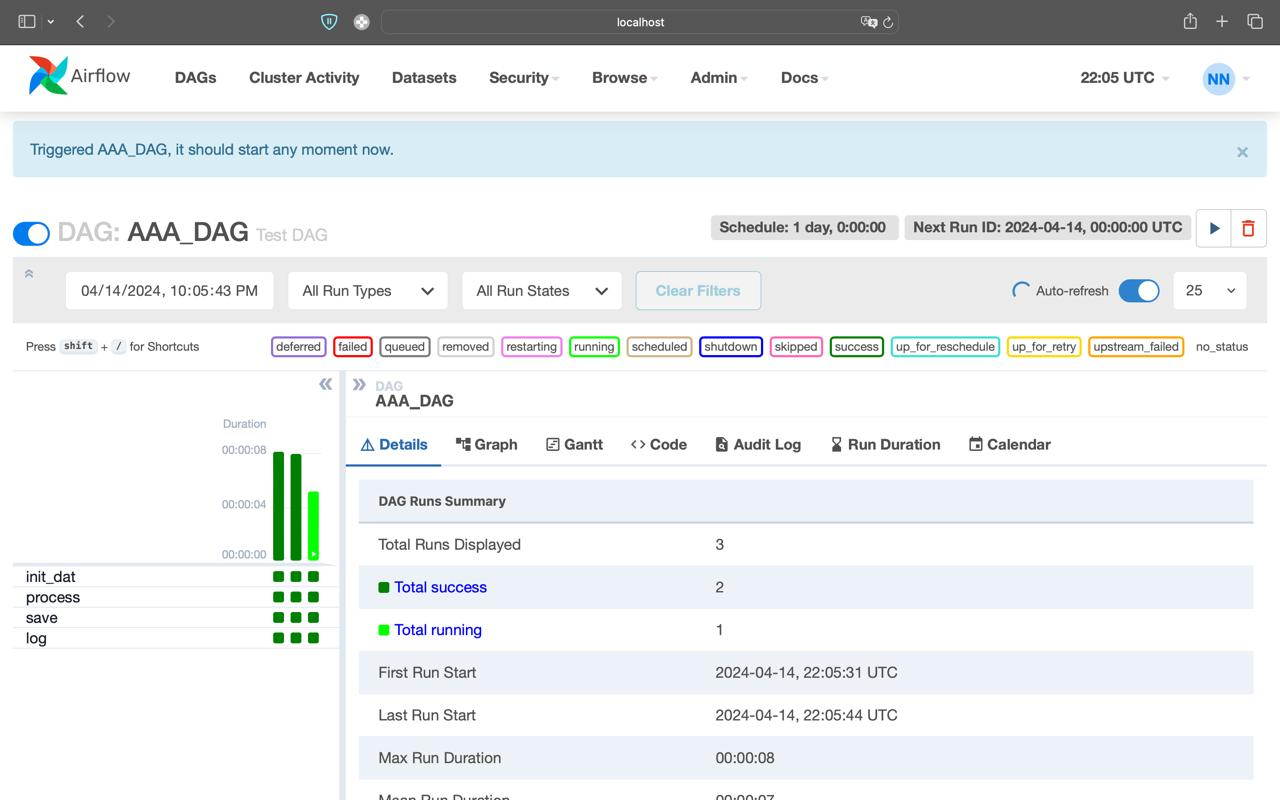 localhost
Airflow
DAGs Cluster Activity Datasets Security Browse Admin Docs 22:05 UTC NN
Triggered AAA_DAG, it should start any moment now. ×
DAG: AAA_DAG Test DAG Schedule: 1 day, 0:00:00 Next Run ID: 2024-04-14, 00:00:00 UTC
04/14/2024, 10:05:43 PM All Run Types All Run States Clear Filters Auto-refresh 25
Press shift + / for Shortcuts deferred failed queued removed restarting running scheduled shutdown skipped success up_for_reschedule up_for_retry upstream_failed no_status
Duration
00:00:08
00:00:04
00:00:00
init_dat
process
save
log
DAG
AAA_DAG
Details Graph Gantt Code Audit Log Run Duration Calendar
DAG Runs Summary
Total Runs Displayed 3
Total success 2
Total running 1
First Run Start 2024-04-14, 22:05:31 UTC
Last Run Start 2024-04-14, 22:05:44 UTC
Max Run Duration 00:00:08
Mean Run Duration 00:00:07